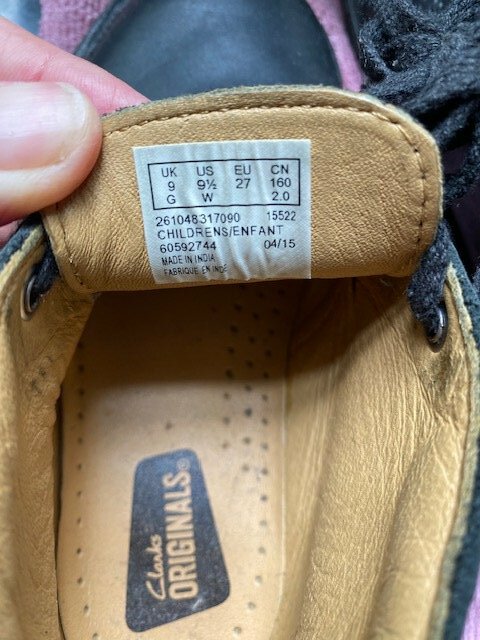 UK US EU CN
9 9½ 27 160
G W 2.0
261048317090 15522
CHILDRENS/ENFANT
60592744 04/15
MADE IN INDIA
FABRIQUE EN INDE
Clarks
ORIGINALS®